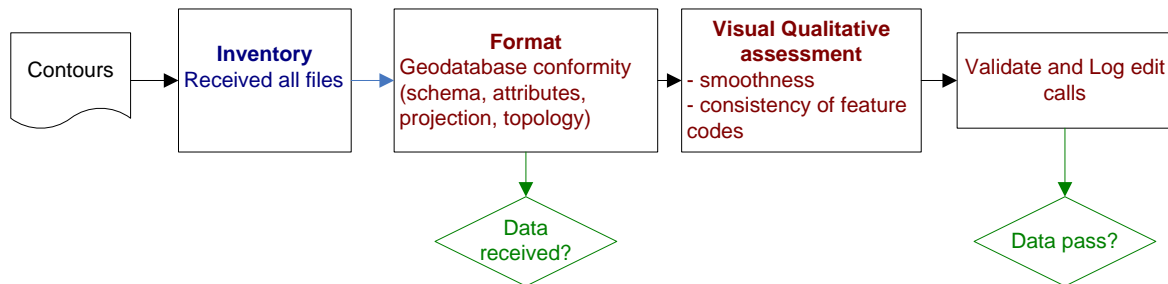 Contours
Inventory
Received all files
Format
Geodatabase conformity
(schema, attributes,
projection, topology)
Visual Qualitative
assessment
- smoothness
- consistency of feature
codes
Validate and Log edit
calls
Data
received?
Data pass?